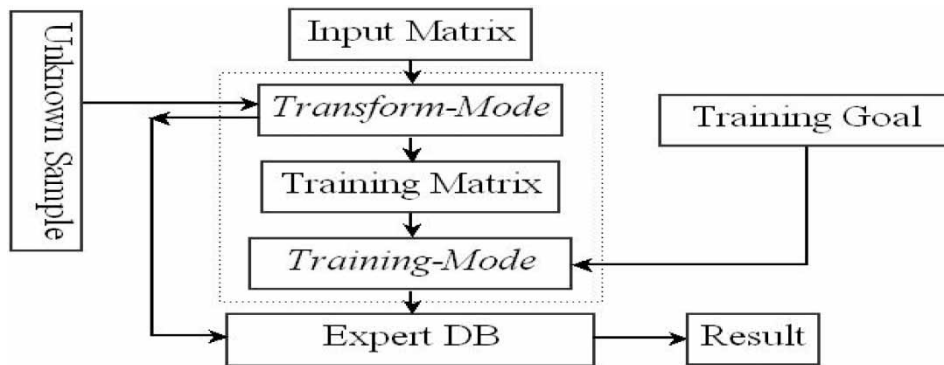 Input Matrix
Unknown Sample
Transform-Mode
Training Goal
Training Matrix
Training-Mode
Expert DB
Result